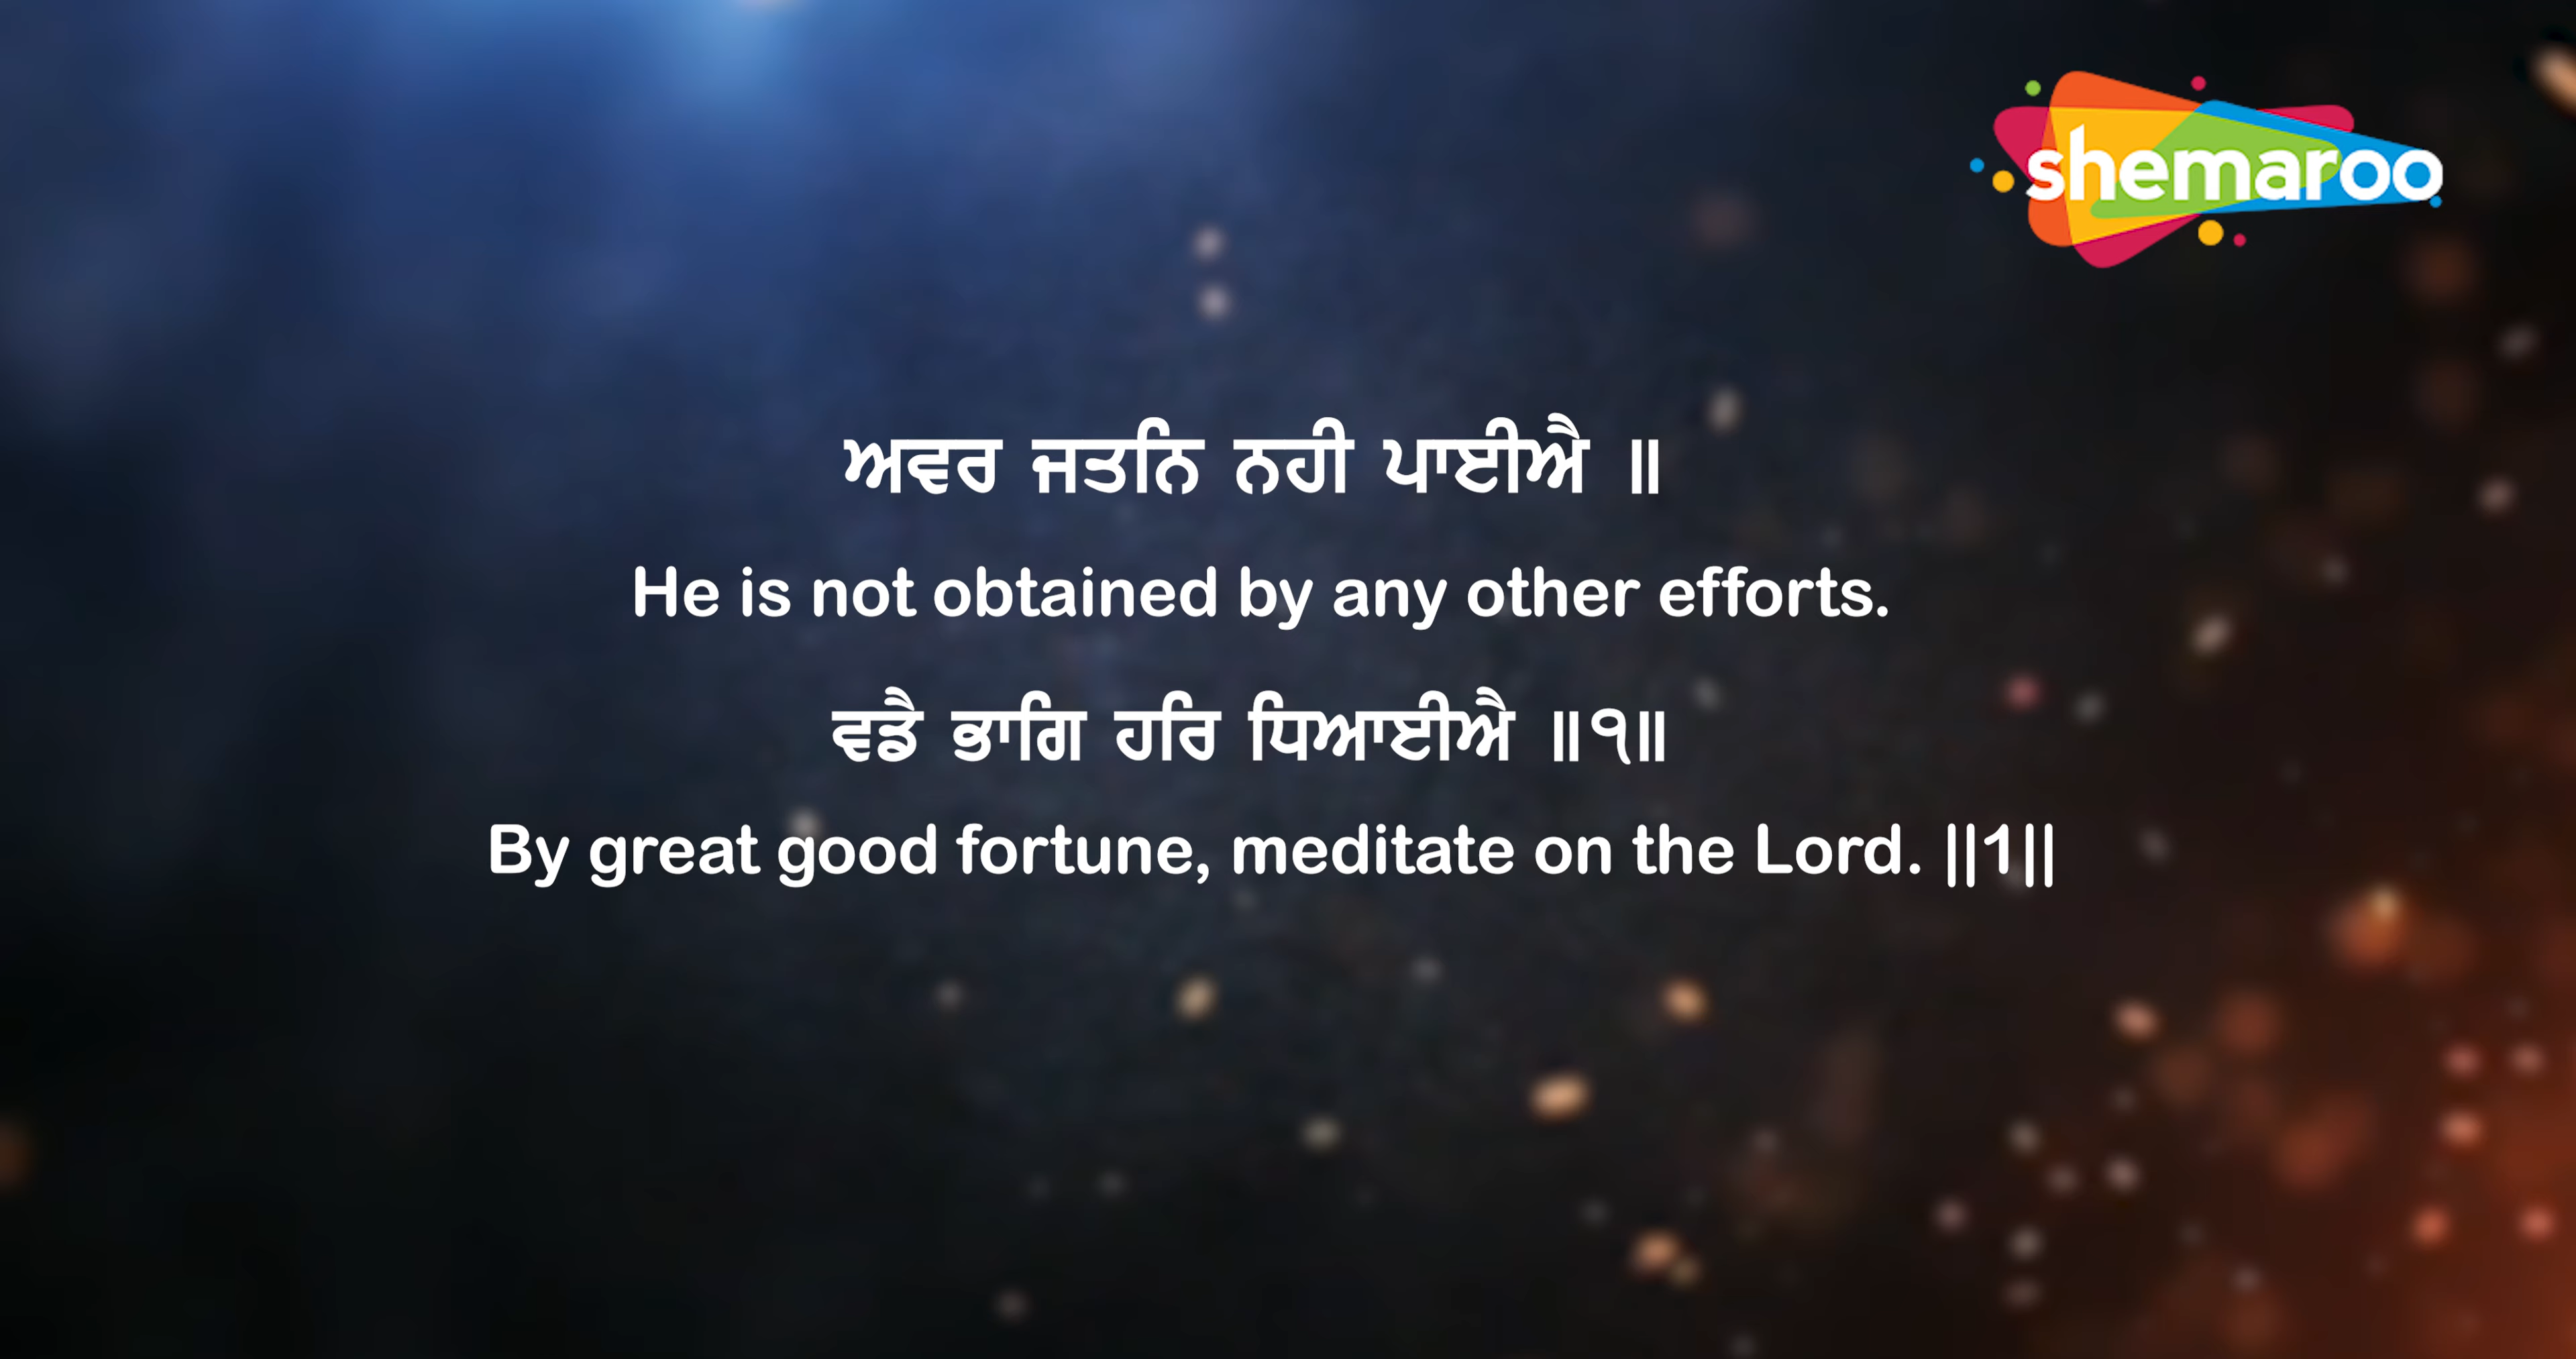 shemaroo
ਅਵਰ ਜਤਨਿ ਨਹੀ ਪਾਈਐ ॥
He is not obtained by any other efforts.
ਵਡੈ ਭਾਗਿ ਹਰਿ ਧਿਆਈਐ ॥੧॥
By great good fortune, meditate on the Lord. ||1||